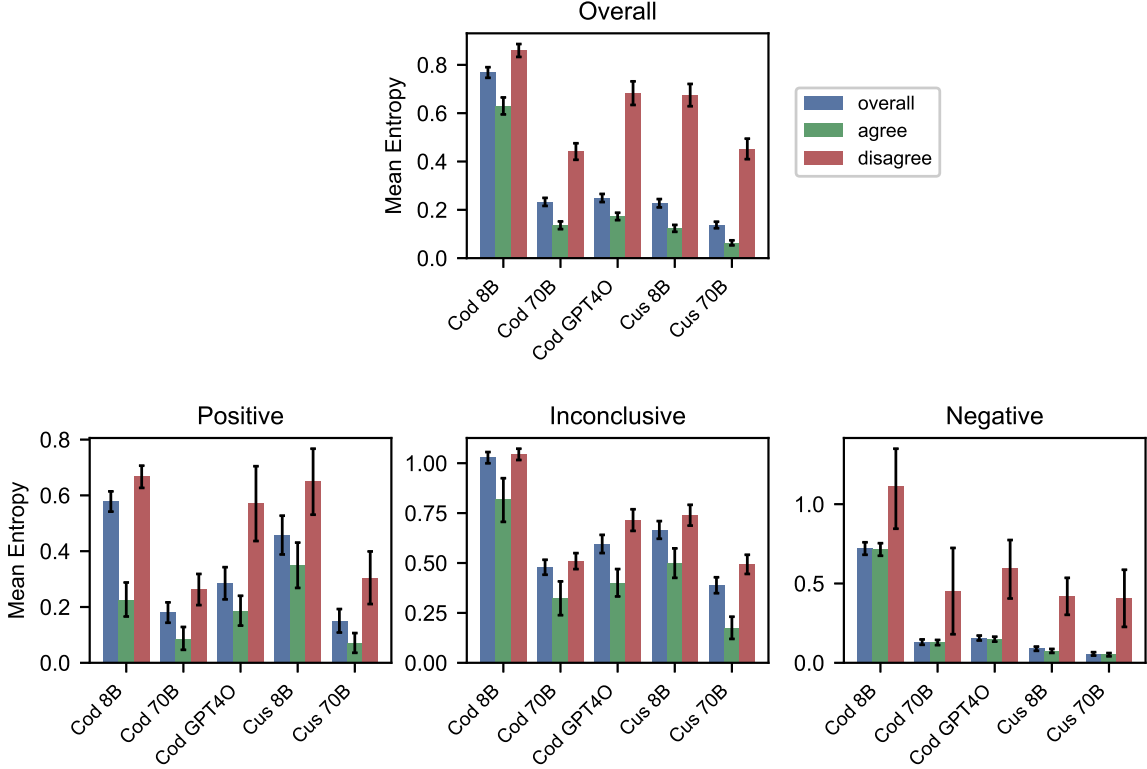 Overall
Mean Entropy
0.8
0.6
0.4
0.2
0.0
Cod 8B
Cod 70B
Cod GPT4O
Cus 8B
Cus 70B
overall
agree
disagree
Positive
Mean Entropy
0.8
0.6
0.4
0.2
0.0
Cod 8B
Cod 70B
Cod GPT4O
Cus 8B
Cus 70B
Inconclusive
1.00
0.75
0.50
0.25
0.00
Cod 8B
Cod 70B
Cod GPT4O
Cus 8B
Cus 70B
Negative
1.0
0.5
0.0
Cod 8B
Cod 70B
Cod GPT4O
Cus 8B
Cus 70B